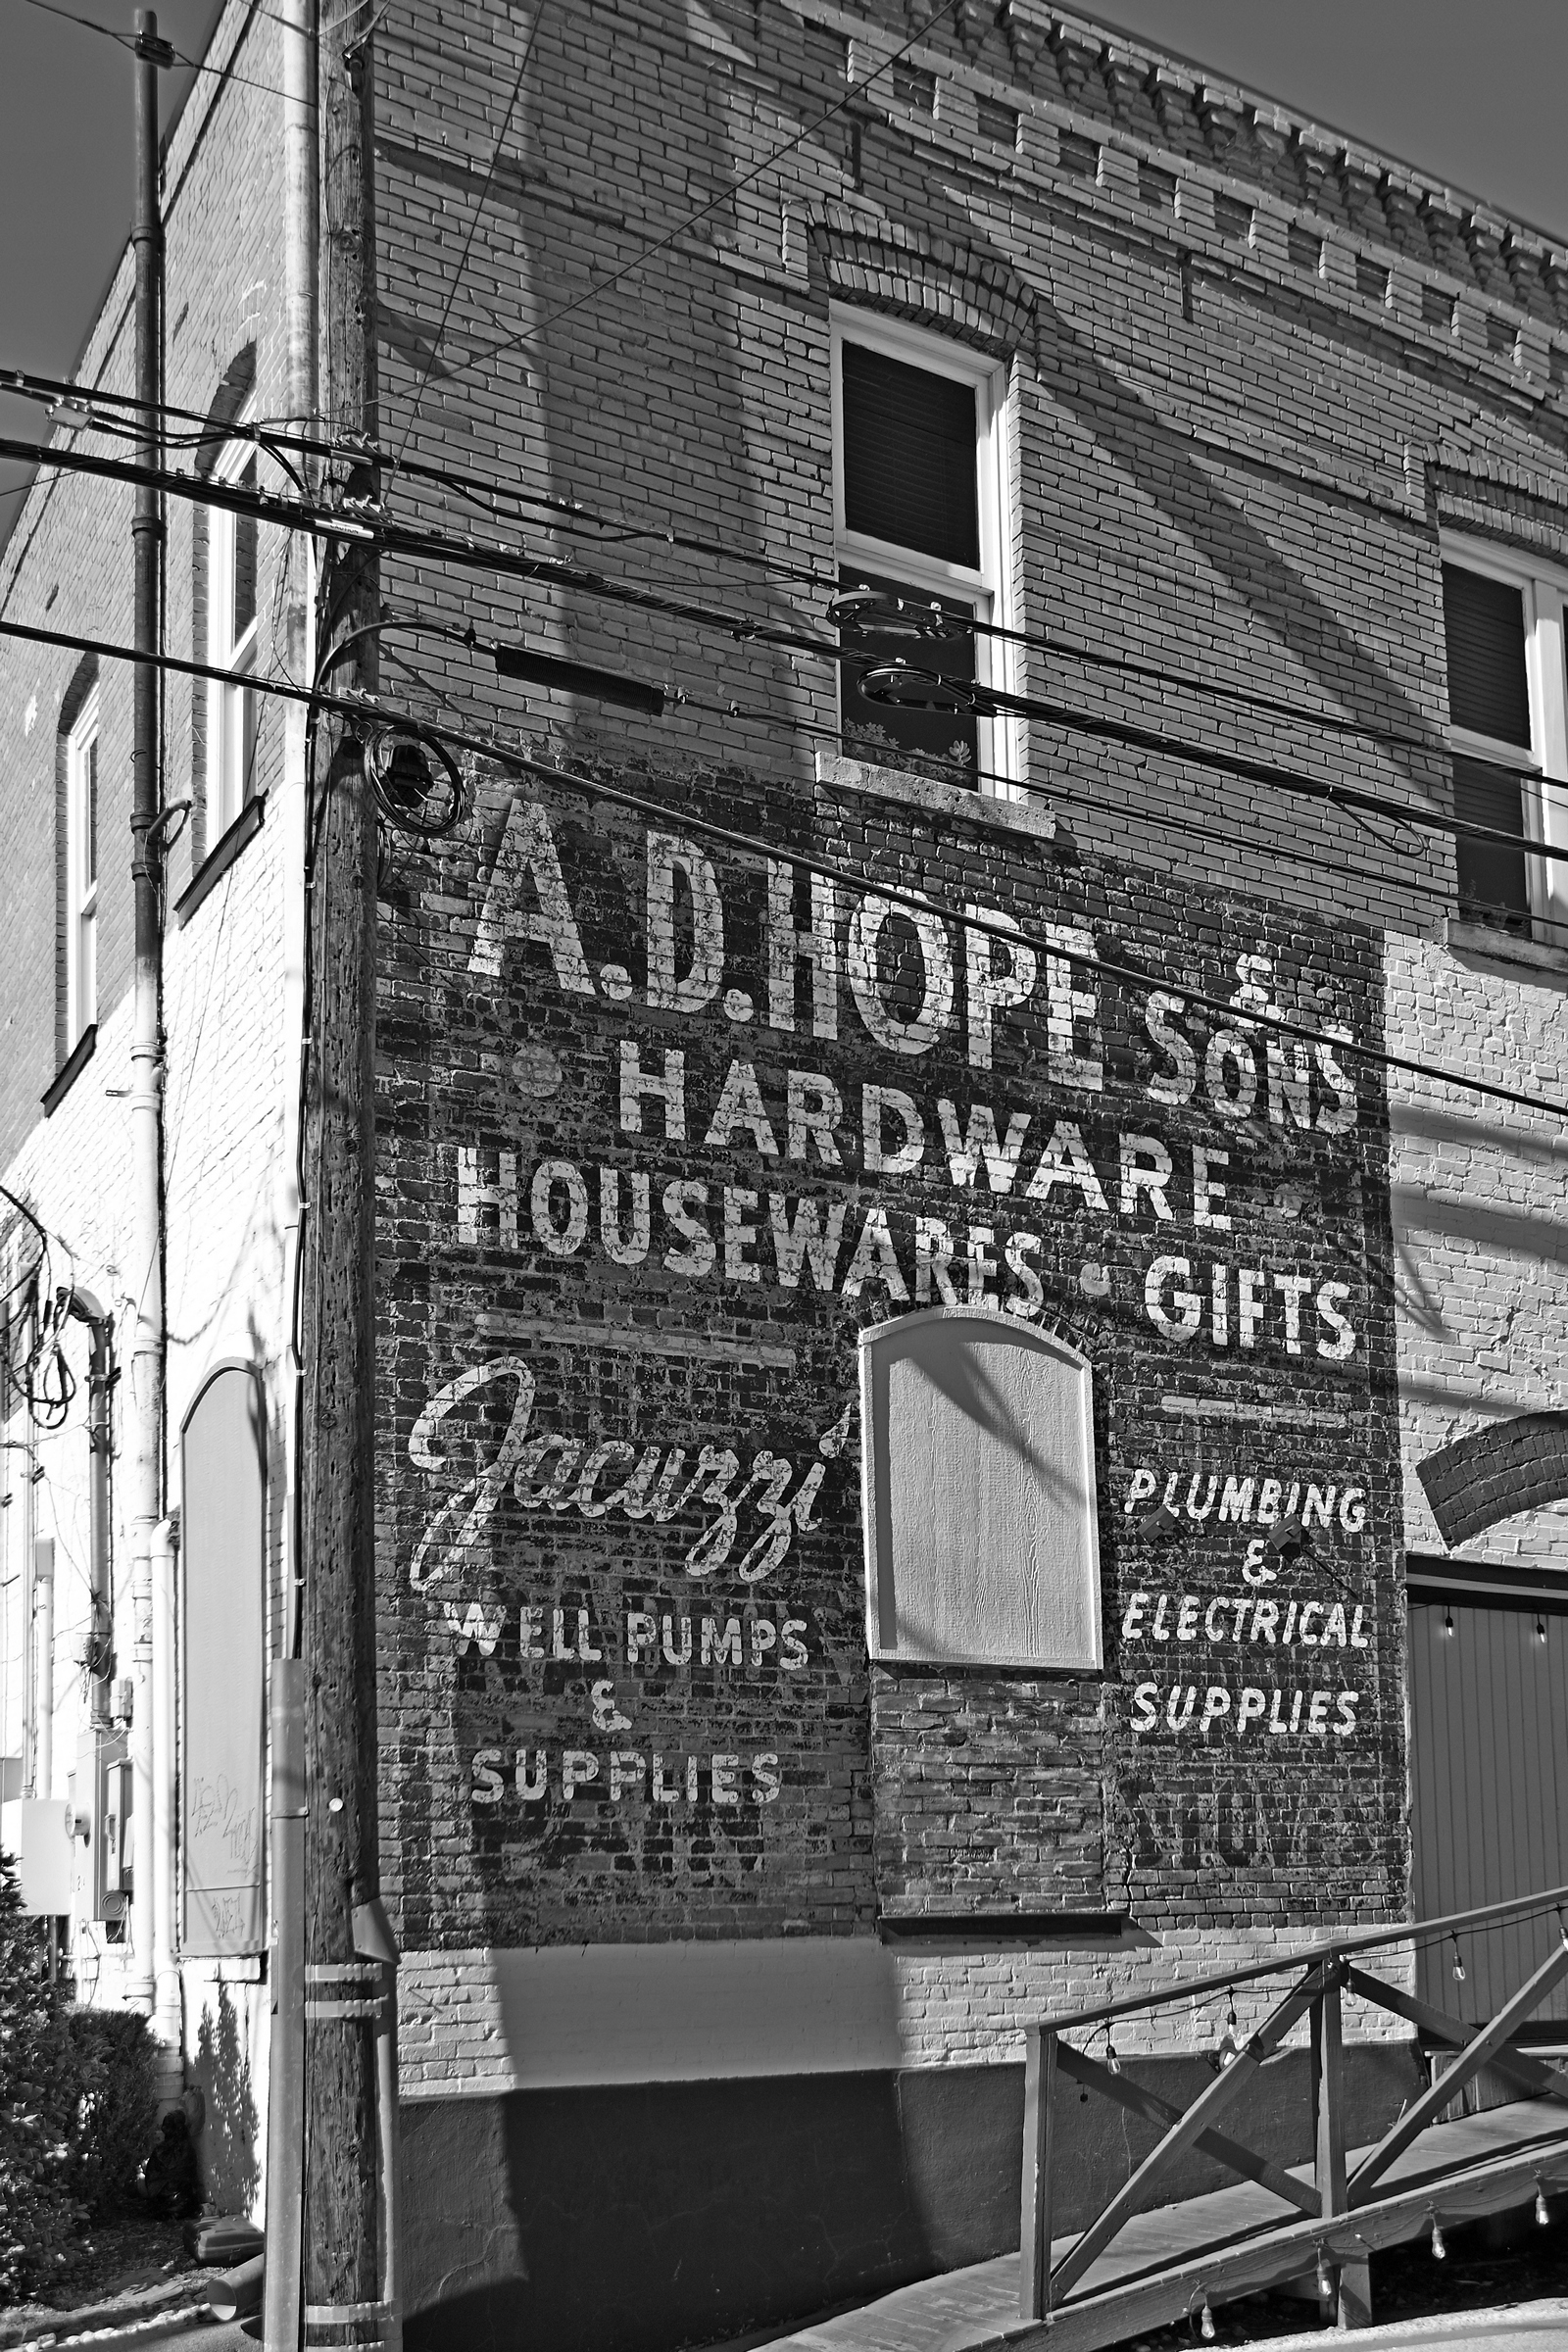 A.D. HOPE & SONS
HARDWARE
HOUSEWARES • GIFTS
Jacuzzi
WELL PUMPS
&
SUPPLIES
PLUMBING
&
ELECTRICAL
SUPPLIES